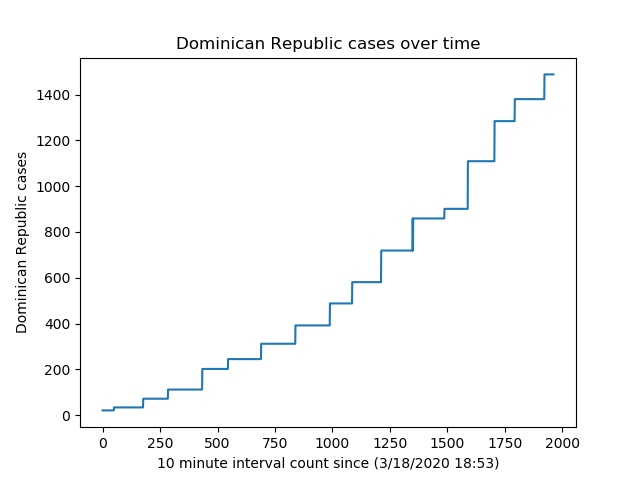 Dominican Republic cases over time
Dominican Republic cases
1400
1200
1000
800
600
400
200
0
0 250 500 750 1000 1250 1500 1750 2000
10 minute interval count since (3/18/2020 18:53)